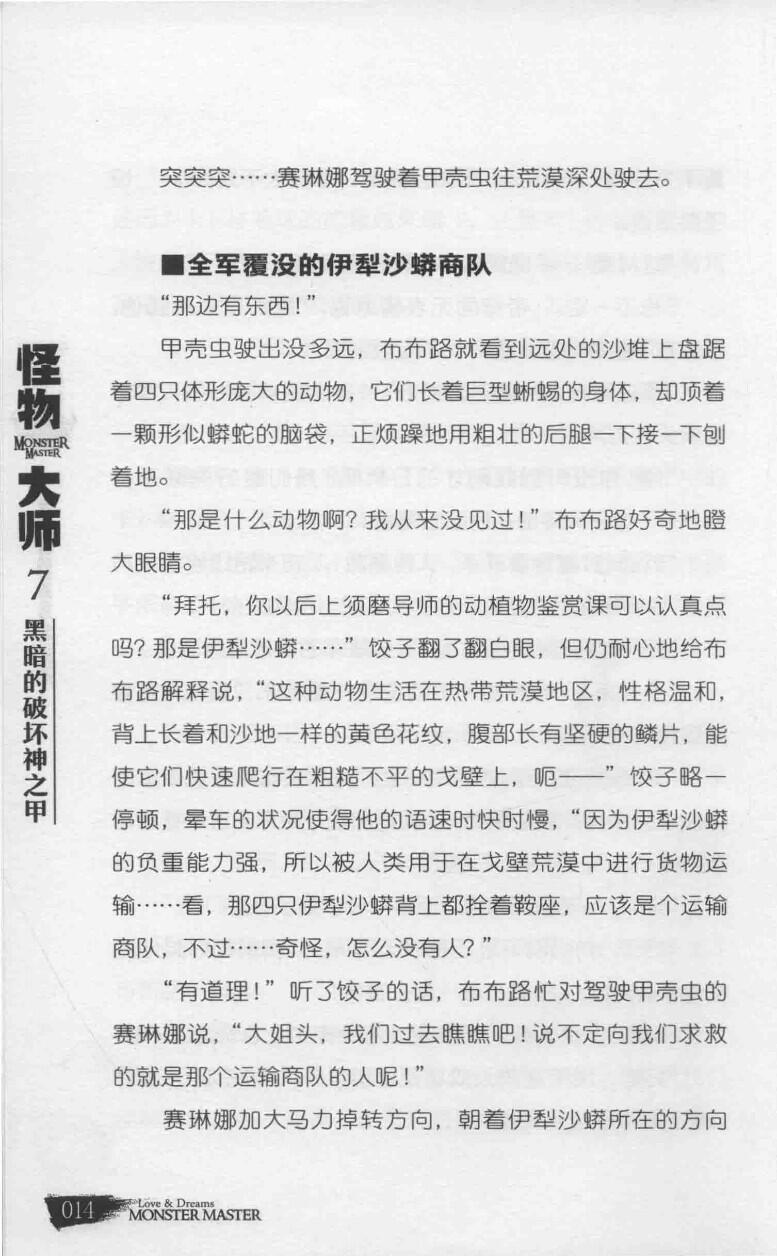 突突突……赛琳娜驾驶着甲壳虫往荒漠深处驶去。
■全军覆没的伊犁沙蟒商队
“那边有东西！”
甲壳虫驶出没多远，布布路就看到远处的沙堆上盘踞
着四只体形庞大的动物，它们长着巨型蜥蜴的身体，却顶着
一颗形似蟒蛇的脑袋，正烦躁地用粗壮的后腿一下接一下刨
着地。
“那是什么动物啊？我从来没见过！”布布路好奇地瞪
大眼睛。
“拜托，你以后上须磨导师的动植物鉴赏课可以认真点
吗？那是伊犁沙蟒……”饺子翻了翻白眼，但仍耐心地给布
布路解释说，“这种动物生活在热带荒漠地区，性格温和，
背上长着和沙地一样的黄色花纹，腹部长有坚硬的鳞片，能
使它们快速爬行在粗糙不平的戈壁上，呃——”饺子略一
停顿，晕车的状况使得他的语速时快时慢，“因为伊犁沙蟒
的负重能力强，所以被人类用于在戈壁荒漠中进行货物运
输……看，那四只伊犁沙蟒背上都拴着鞍座，应该是个运输
商队，不过……奇怪，怎么没有人？”
“有道理！”听了饺子的话，布布路忙对驾驶甲壳虫的
赛琳娜说，“大姐头，我们过去瞧瞧吧！说不定向我们求救
的就是那个运输商队的人呢！”
赛琳娜加大马力掉转方向，朝着伊犁沙蟒所在的方向
怪物
MONSTER
MASTER
大师
7
黑暗的破坏神之甲
014
Love & Dreams
MONSTER MASTER